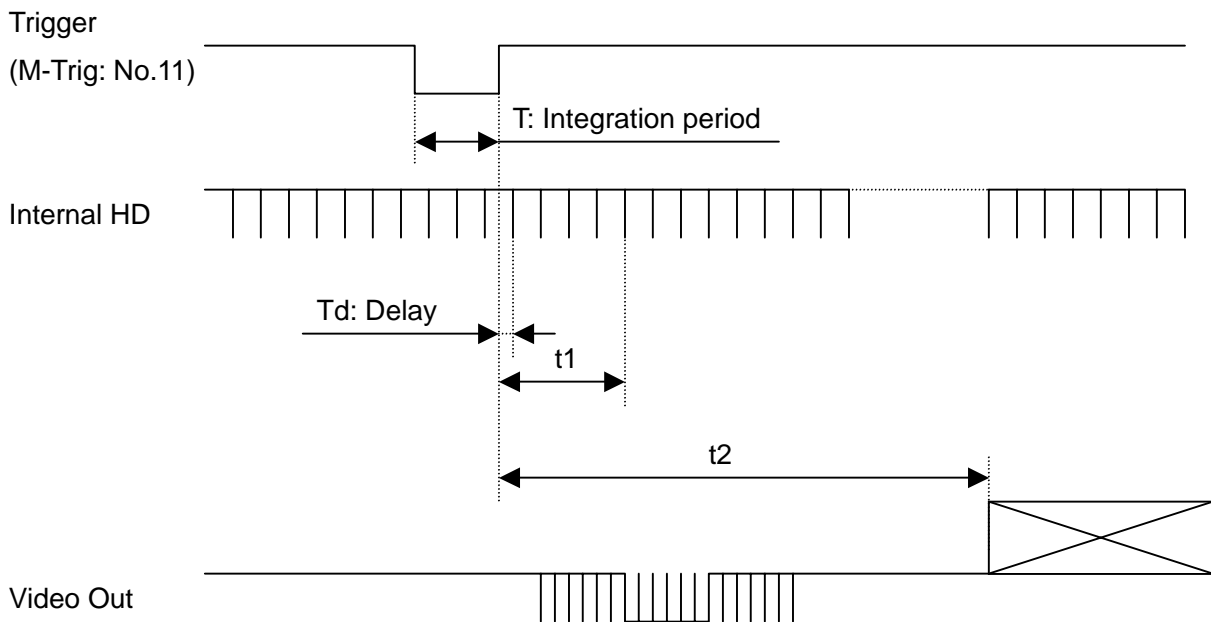 Trigger
(M-Trig: No.11)
T: Integration period
Internal HD
Td: Delay
t1
t2
Video Out